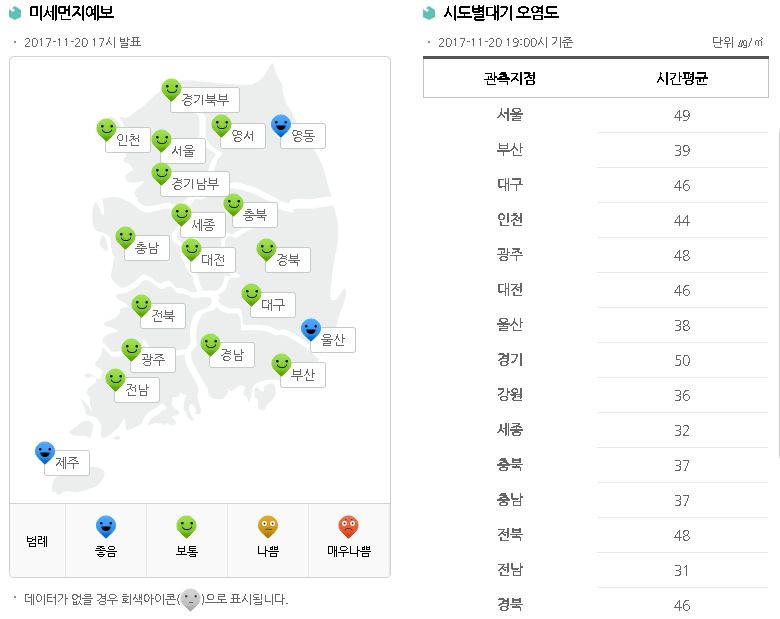 미세먼지예보
· 2017-11-20 17시 발표
경기북부
인천
서울
영서
영동
경기남부
세종
충북
충남
대전
경북
대구
전북
울산
광주
경남
부산
전남
제주
범례
좋음
보통
나쁨
매우나쁨
· 데이터가 없을 경우 회색아이콘( )으로 표시됩니다.
시도별대기 오염도
· 2017-11-20 19:00시 기준 단위 ㎍/㎥
관측지점 시간평균
서울 49
부산 39
대구 46
인천 44
광주 48
대전 46
울산 38
경기 50
강원 36
세종 32
충북 37
충남 37
전북 48
전남 31
경북 46